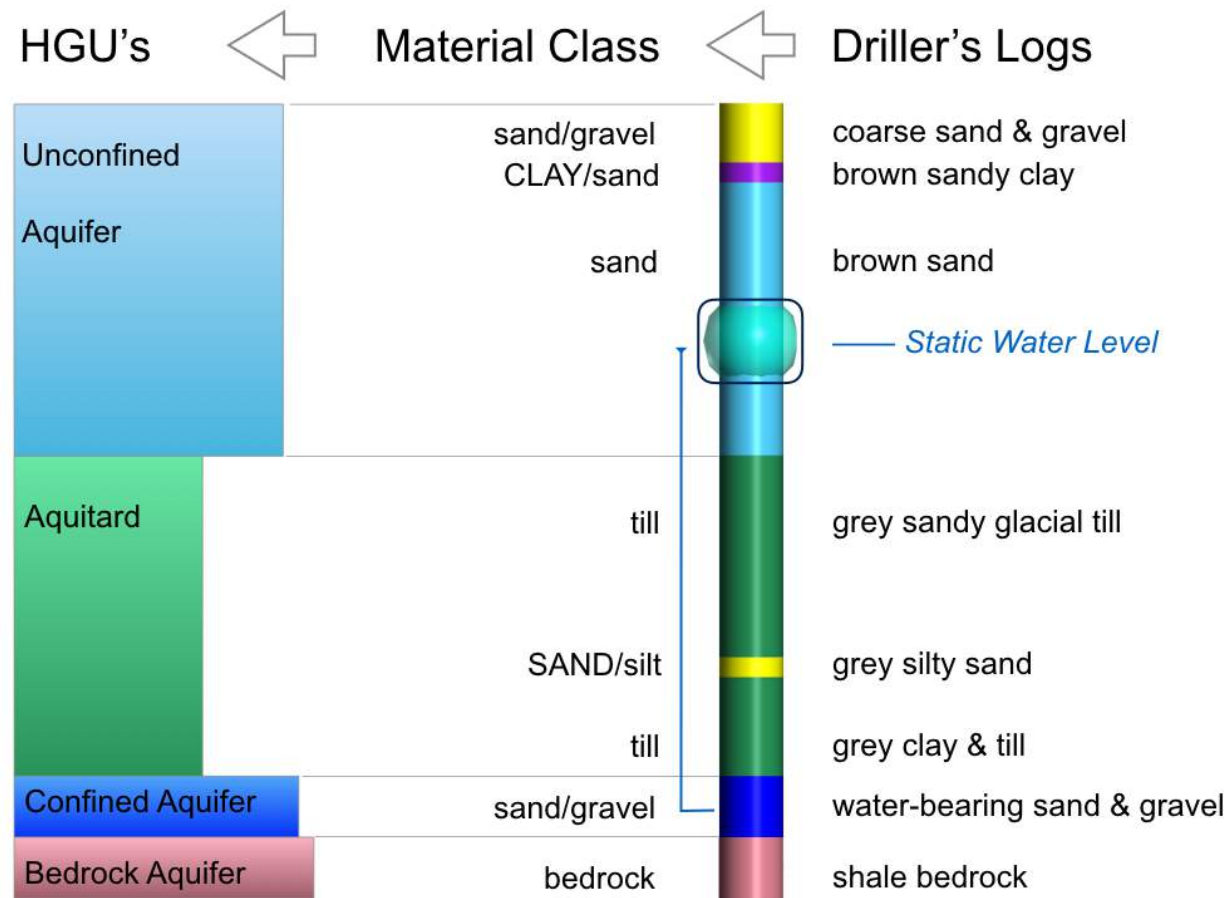 HGU's
Material Class
Driller's Logs
Unconfined
Aquifer
sand/gravel
coarse sand & gravel
CLAY/sand
brown sandy clay
sand
brown sand
Static Water Level
Aquitard
till
grey sandy glacial till
SAND/silt
grey silty sand
till
grey clay & till
Confined Aquifer
sand/gravel
water-bearing sand & gravel
Bedrock Aquifer
bedrock
shale bedrock